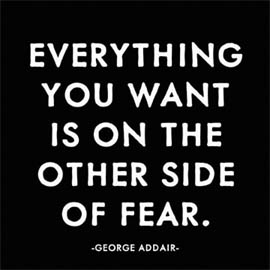 EVERYTHING
YOU WANT
IS ON THE
OTHER SIDE
OF FEAR.
-GEORGE ADDAIR-